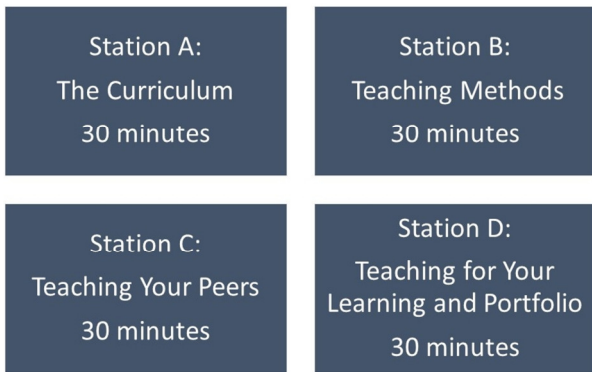 Station A:
The Curriculum
30 minutes
Station B:
Teaching Methods
30 minutes
Station C:
Teaching Your Peers
30 minutes
Station D:
Teaching for Your
Learning and Portfolio
30 minutes